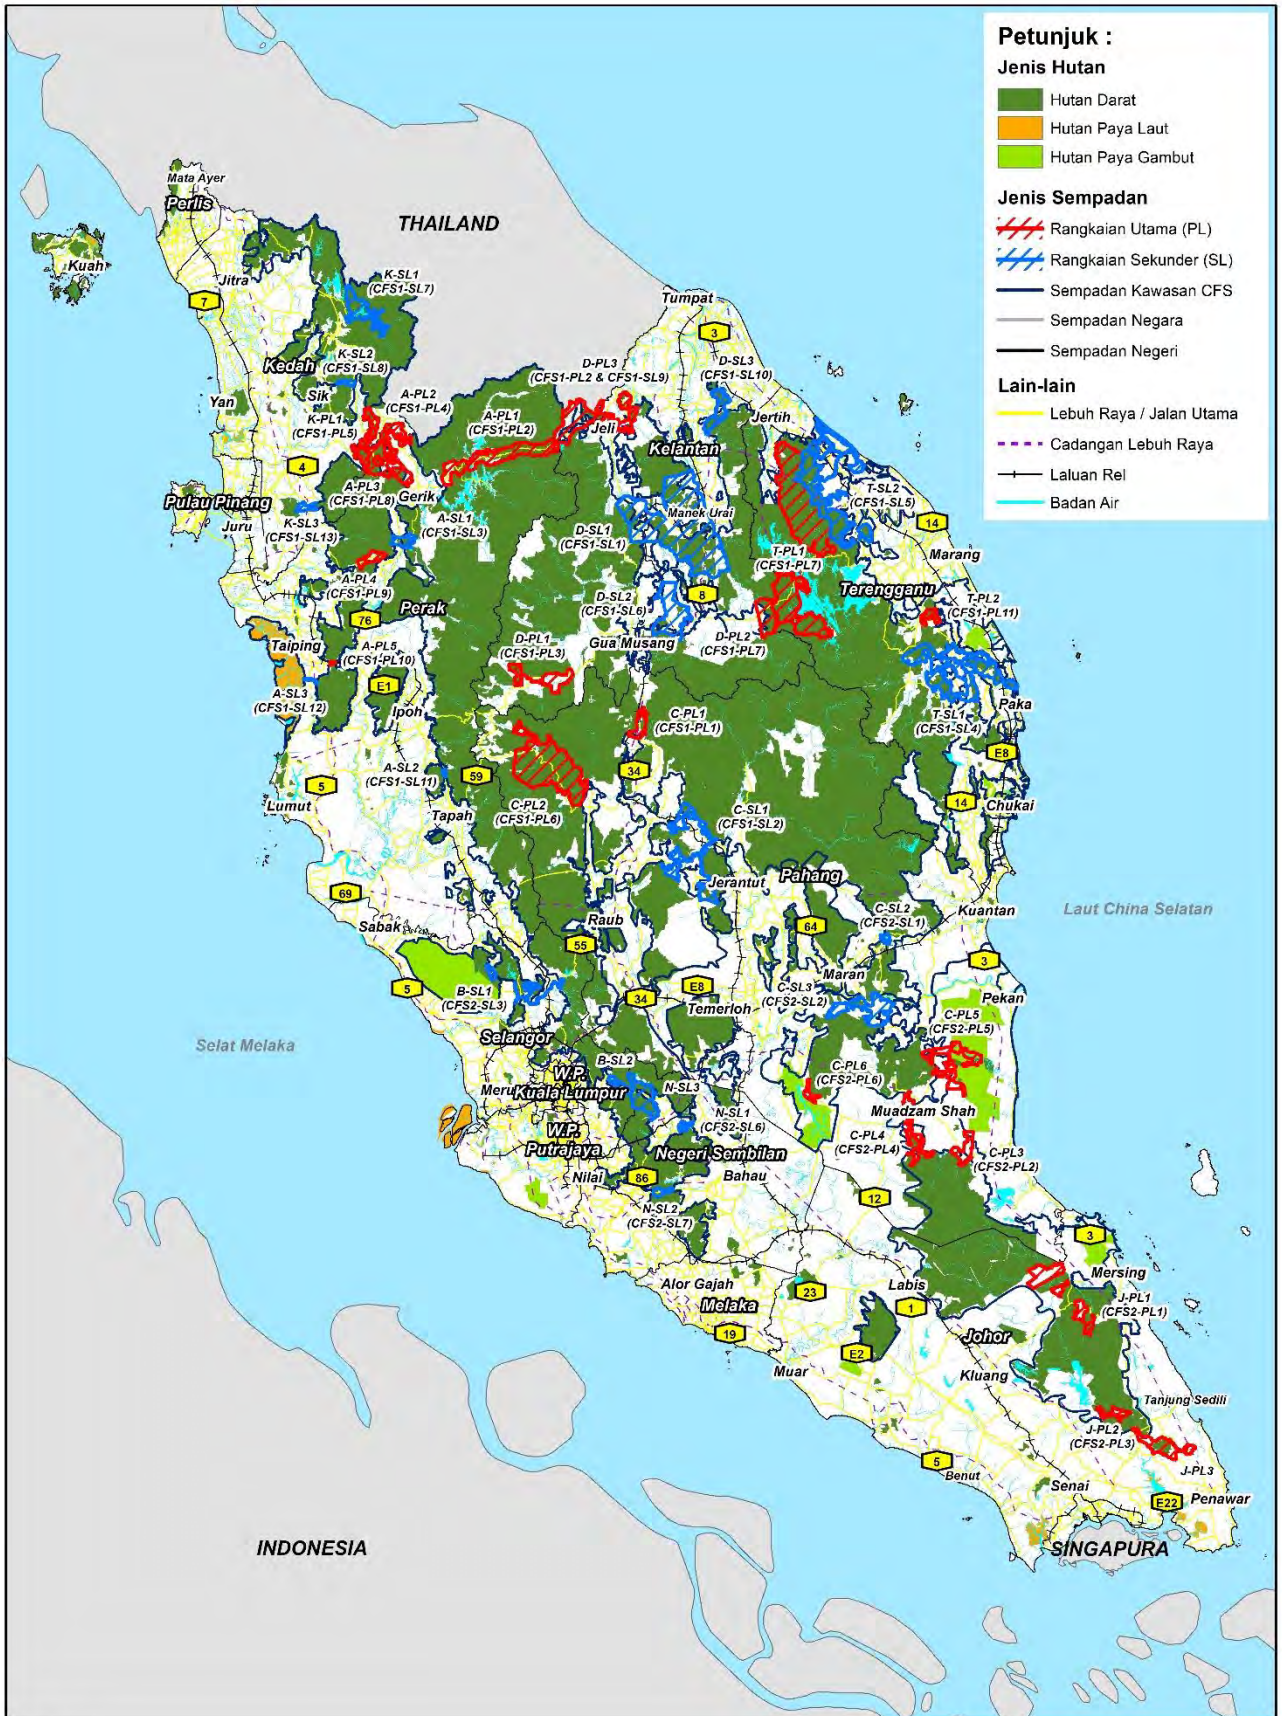 Petunjuk :
Jenis Hutan
Hutan Darat
Hutan Paya Laut
Hutan Paya Gambut
Jenis Sempadan
Rangkaian Utama (PL)
Rangkaian Sekunder (SL)
Sempadan Kawasan CFS
Sempadan Negara
Sempadan Negeri
Lain-lain
Lebuh Raya / Jalan Utama
Cadangan Lebuh Raya
Laluan Rel
Badan Air
Mata Ayer
Perlis
THAILAND
Kuah
Jitra
K-SL1
(CFS1-SL7)
7
Tumpat
3
Kedah
K-SL2
(CFS1-SL8)
D-PL3
(CFS1-PL2 & CFS1-SL9)
D-SL3
(CFS1-SL10)
Sik
Yan
A-PL2
(CFS1-PL4)
A-PL1
(CFS1-PL2)
K-PL1
(CFS1-PL5)
Jeli
Jertih
Kelantan
4
A-PL3
(CFS1-PL8)
Gerik
T-SL2
(CFS1-SL5)
Pulau Pinang
Juru
K-SL3
(CFS1-SL13)
A-SL1
(CFS1-SL3)
D-SL1
(CFS1-SL1)
Manek Urai
14
Marang
T-PL1
(CFS1-PL7)
A-PL4
(CFS1-PL9)
Perak
D-SL2
(CFS1-SL6)
8
Terengganu
T-PL2
(CFS1-PL11)
76
Taiping
A-PL5
(CFS1-PL10)
D-PL1
(CFS1-PL3)
Gua Musang
D-PL2
(CFS1-PL7)
E1
A-SL3
(CFS1-SL12)
Ipoh
C-PL1
(CFS1-PL1)
Paka
T-SL1
(CFS1-SL4)
E8
A-SL2
(CFS1-SL11)
59
34
5
Lumut
Tapah
C-PL2
(CFS1-PL6)
C-SL1
(CFS1-SL2)
14
Chukai
Jerantut
Pahang
69
Sabak
Raub
C-SL2
(CFS2-SL1)
Kuantan
Laut China Selatan
64
55
3
Maran
5
B-SL1
(CFS2-SL3)
34
E8
Temerloh
C-SL3
(CFS2-SL2)
Pekan
C-PL5
(CFS2-PL5)
Selat Melaka
Selangor
B-SL2
C-PL6
(CFS2-PL6)
W.P.
Kuala Lumpur
Meru
N-SL3
N-SL1
(CFS2-SL6)
Muadzam Shah
W.P.
Putrajaya
Negeri Sembilan
C-PL4
(CFS2-PL4)
C-PL3
(CFS2-PL2)
Nilai
86
Bahau
12
N-SL2
(CFS2-SL7)
3
Mersing
Alor Gajah
Labis
23
J-PL1
(CFS2-PL1)
Melaka
1
19
Johor
E2
Muar
Kluang
Tanjung Sedili
J-PL2
(CFS2-PL3)
5
Benut
J-PL3
Senai
E22
Penawar
INDONESIA
SINGAPURA